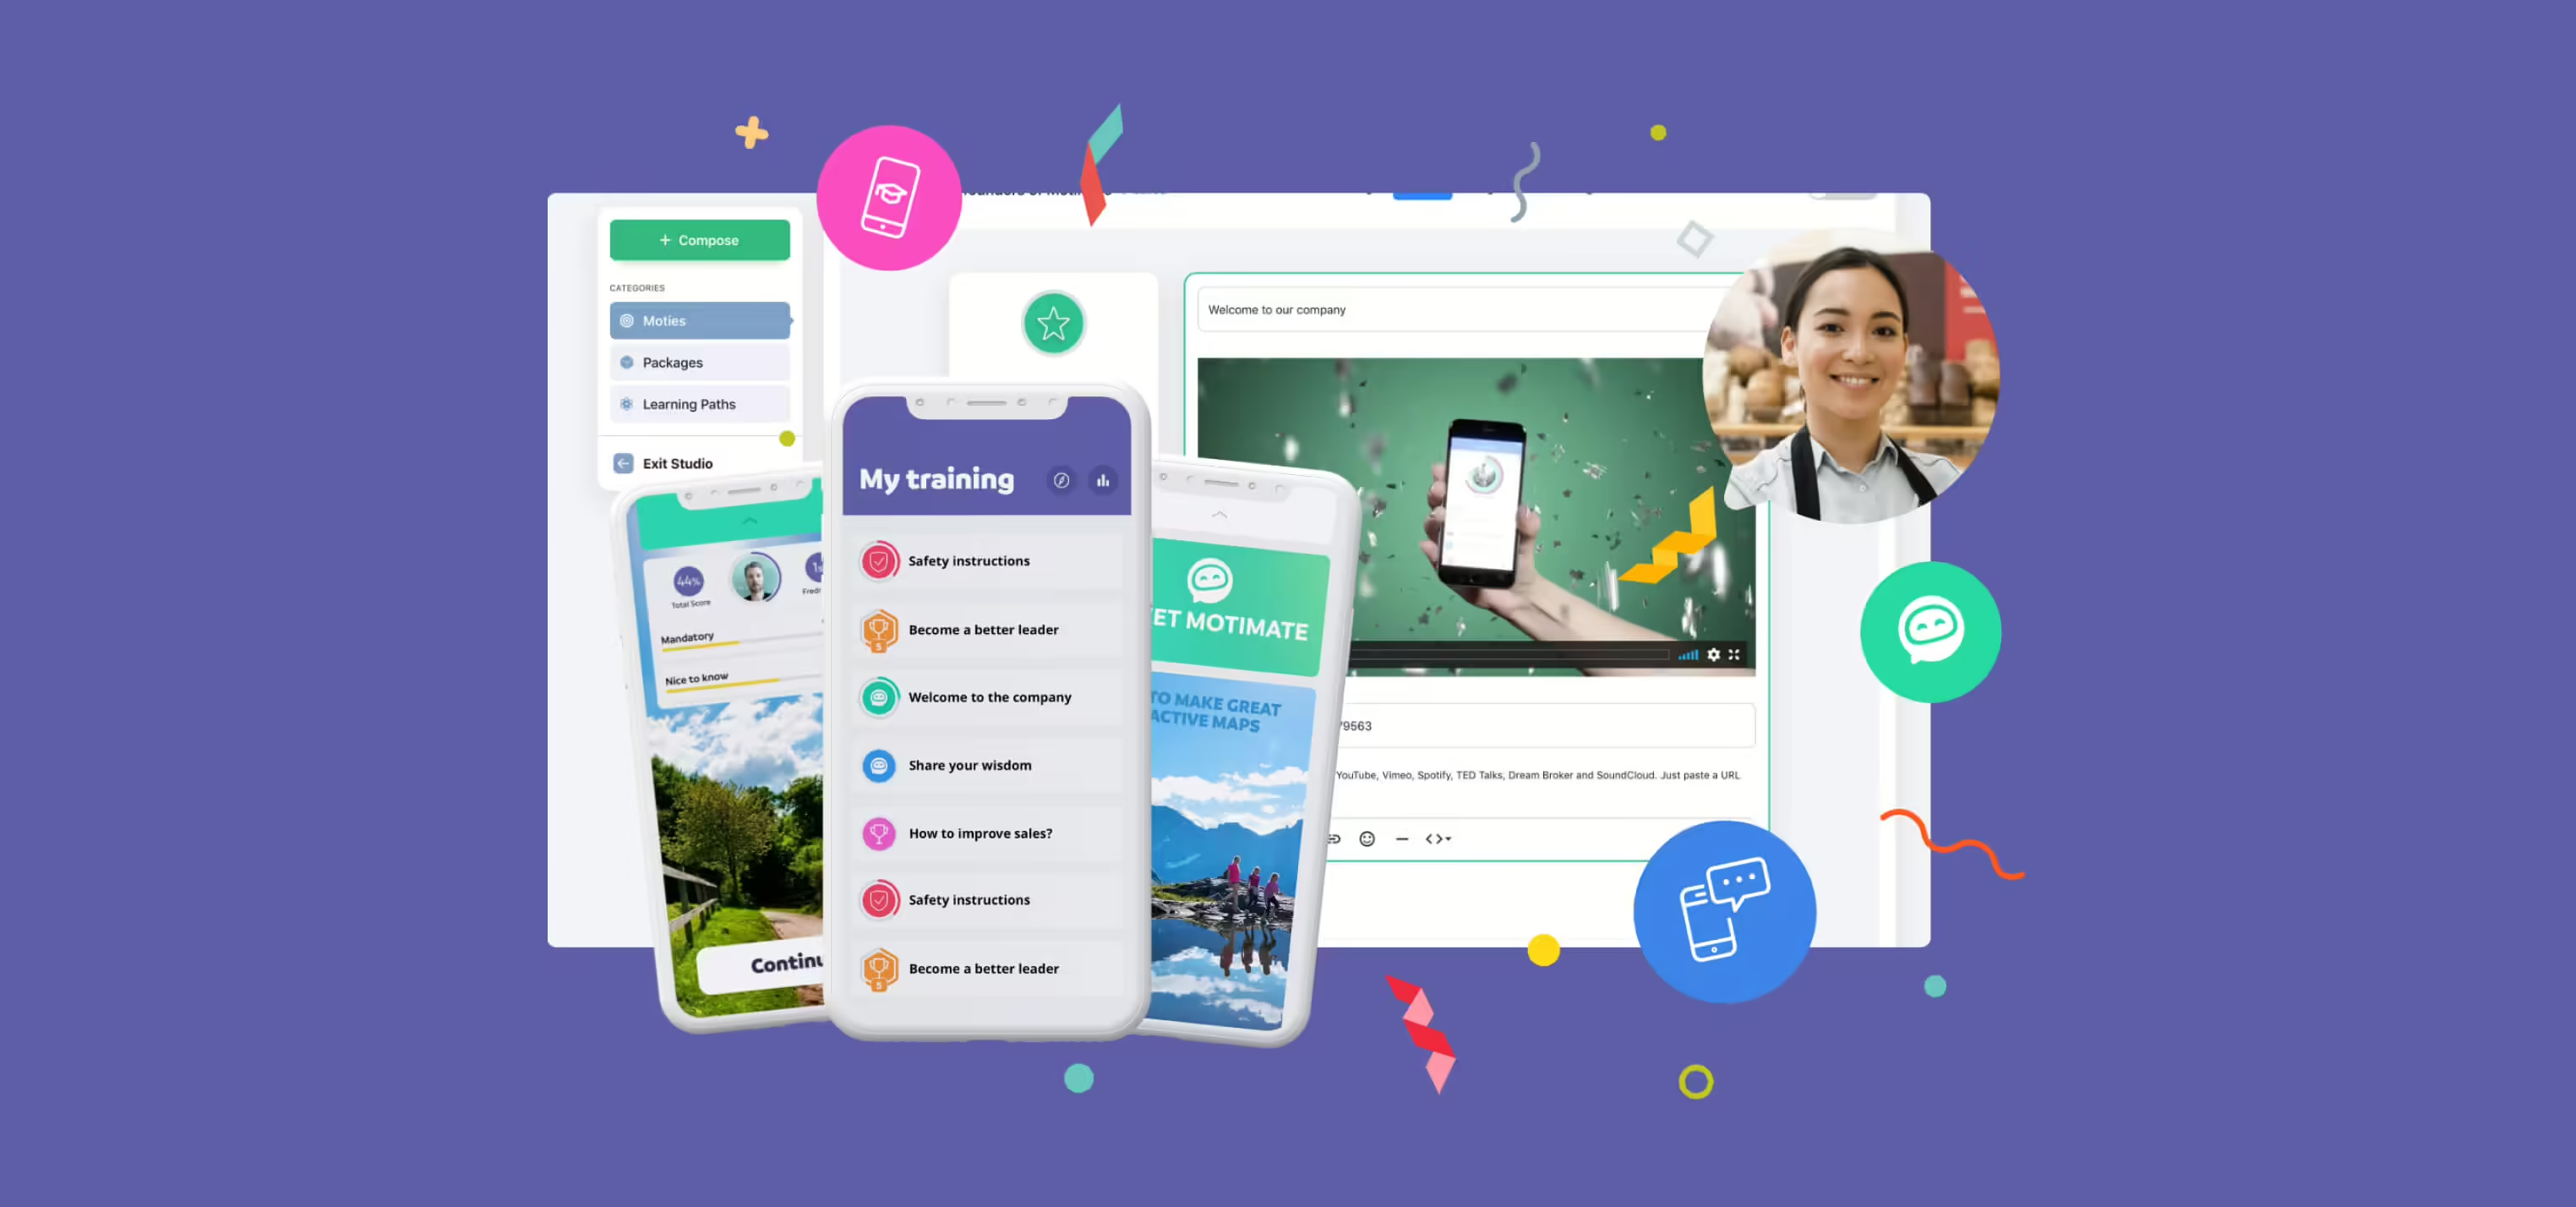 + Compose
CATEGORIES
Moties
Packages
Learning Paths
Exit Studio
Welcome to our company
9563
YouTube, Vimeo, Spotify, TED Talks, Dream Broker and SoundCloud. Just paste a URL
44%
Total Score
Mandatory
Nice to know
My training
Safety instructions
Become a better leader
5
Welcome to the company
Share your wisdom
How to improve sales?
Safety instructions
Become a better leader
5
MOTIMATE
TO MAKE GREAT
MAPS